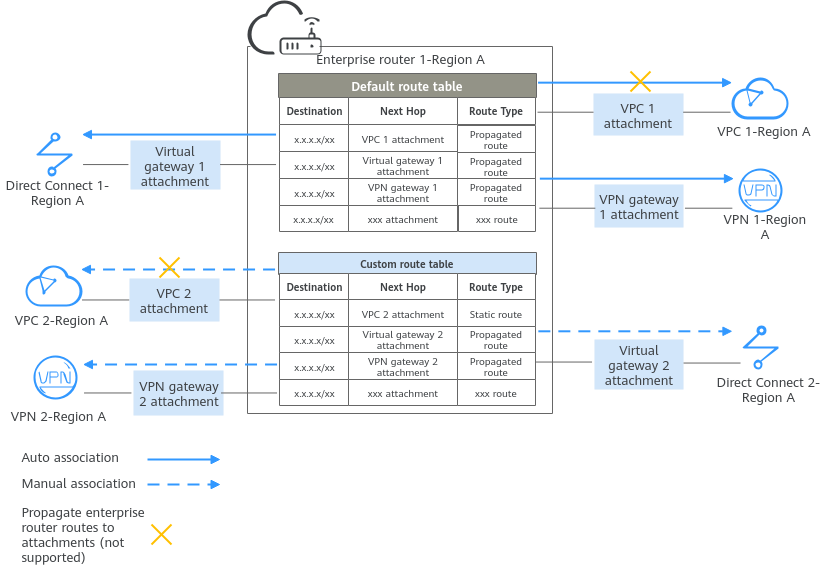 Enterprise router 1-Region A
Default route table
Destination Next Hop Route Type
x.x.x.x/xx VPC 1 attachment Propagated
route
x.x.x.x/xx Virtual gateway 1
attachment Propagated
route
x.x.x.x/xx VPN gateway 1
attachment Propagated
route
x.x.x.x/xx xxx attachment xxx route
VPC 1
attachment
VPC 1-Region A
Virtual
gateway 1
attachment
Direct Connect 1-
Region A
VPN
VPN gateway
1 attachment
VPN 1-Region
A
Custom route table
Destination Next Hop Route Type
x.x.x.x/xx VPC 2 attachment Static route
x.x.x.x/xx Virtual gateway 2
attachment Propagated
route
x.x.x.x/xx VPN gateway 2
attachment Propagated
route
x.x.x.x/xx xxx attachment xxx route
VPC 2
attachment
VPC 2-Region A
Virtual
gateway 2
attachment
Direct Connect 2-
Region A
VPN
VPN gateway
2 attachment
VPN 2-Region A
Auto association
Manual association
Propagate enterprise
router routes to
attachments (not
supported)